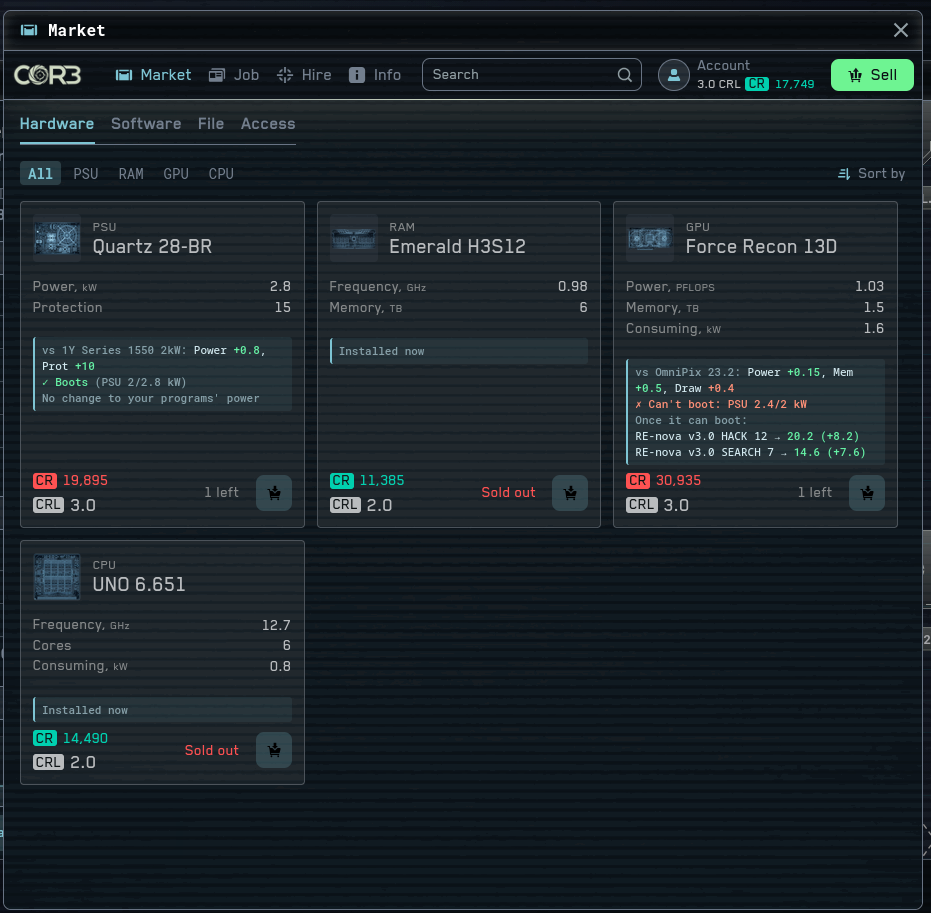 Market
COR3
Market
Job
Hire
Info
Search
Account
3.0 CRL CR 17,749
Sell
Hardware
Software
File
Access
All
PSU
RAM
GPU
CPU
Sort by
PSU
Quartz 28-BR
Power, kW 2.8
Protection 15
vs 1Y Series 1550 2kW: Power +0.8,
Prot +10
✓ Boots (PSU 2/2.8 kW)
No change to your programs' power
CR 19,895
CRL 3.0
1 left
RAM
Emerald H3S12
Frequency, GHz 0.98
Memory, TB 6
Installed now
CR 11,385
CRL 2.0
Sold out
GPU
Force Recon 13D
Power, PFLOPS 1.03
Memory, TB 1.5
Consuming, kW 1.6
vs OmniPix 23.2: Power +0.15, Mem
+0.5, Draw +0.4
✗ Can't boot: PSU 2.4/2 kW
Once it can boot:
RE-nova v3.0 HACK 12 → 20.2 (+8.2)
RE-nova v3.0 SEARCH 7 → 14.6 (+7.6)
CR 30,935
CRL 3.0
1 left
CPU
UNO 6.651
Frequency, GHz 12.7
Cores 6
Consuming, kW 0.8
Installed now
CR 14,490
CRL 2.0
Sold out